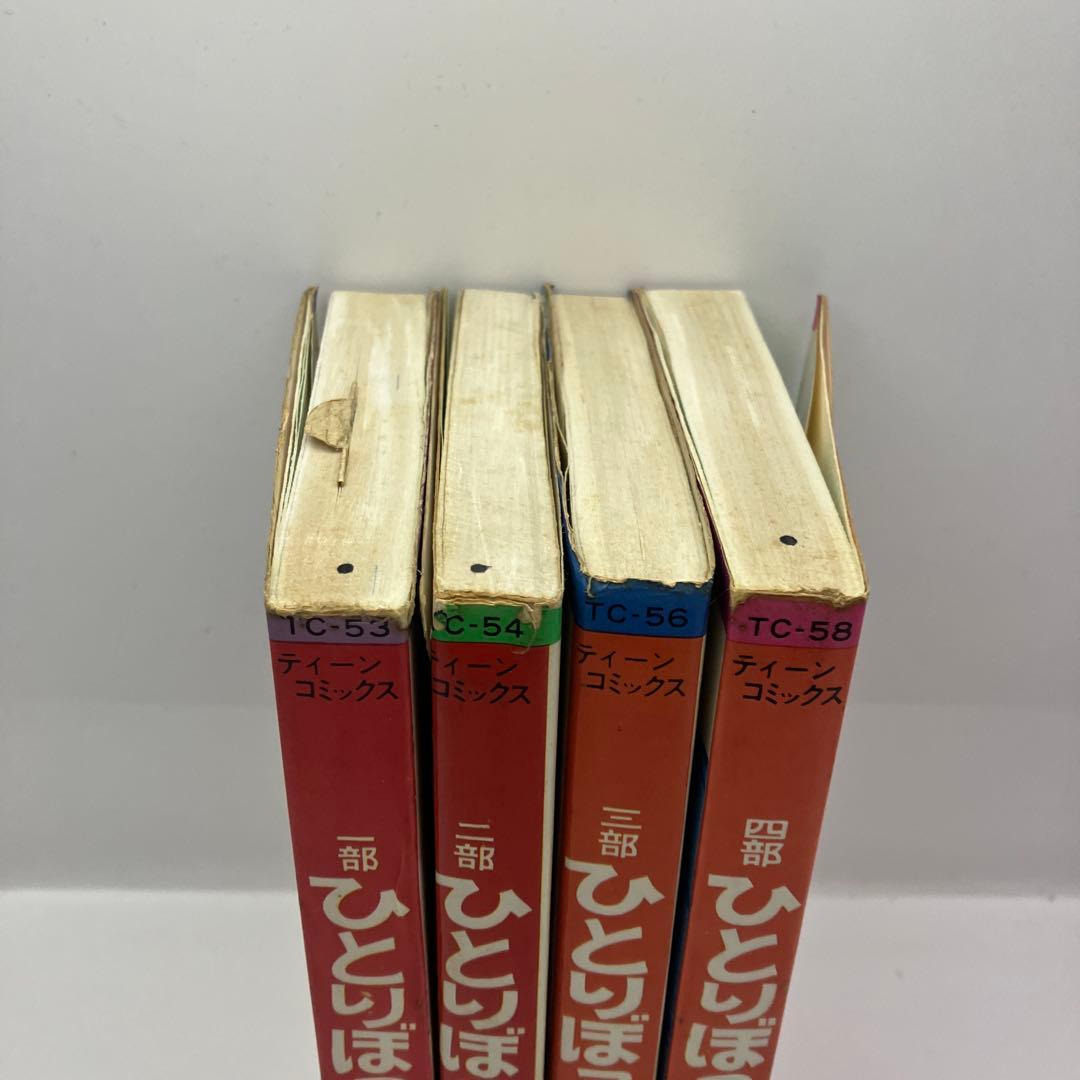 TC-53
ティーン
コミックス
一部
ひとりぼ
C-54
ティーン
コミックス
二部
ひとりぼ
TC-56
ティーン
コミックス
三部
ひとりぼ
TC-58
ティーン
コミックス
四部
ひとりぼ